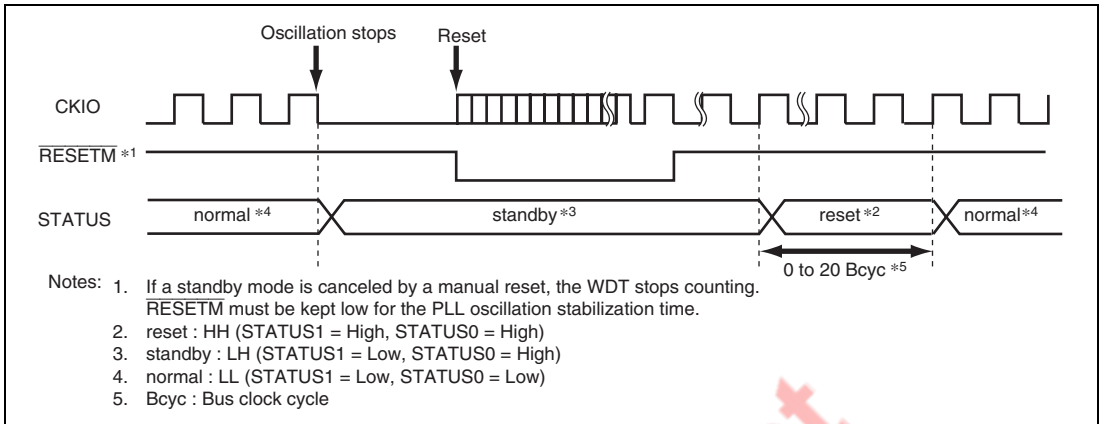 Oscillation stops Reset
CKIO
RESETM *1
STATUS normal *4 standby *3 reset *2 normal*4
0 to 20 Bcyc *5
Notes: 1. If a standby mode is canceled by a manual reset, the WDT stops counting.
RESETM must be kept low for the PLL oscillation stabilization time.
2. reset : HH (STATUS1 = High, STATUS0 = High)
3. standby : LH (STATUS1 = Low, STATUS0 = High)
4. normal : LL (STATUS1 = Low, STATUS0 = Low)
5. Bcyc : Bus clock cycle